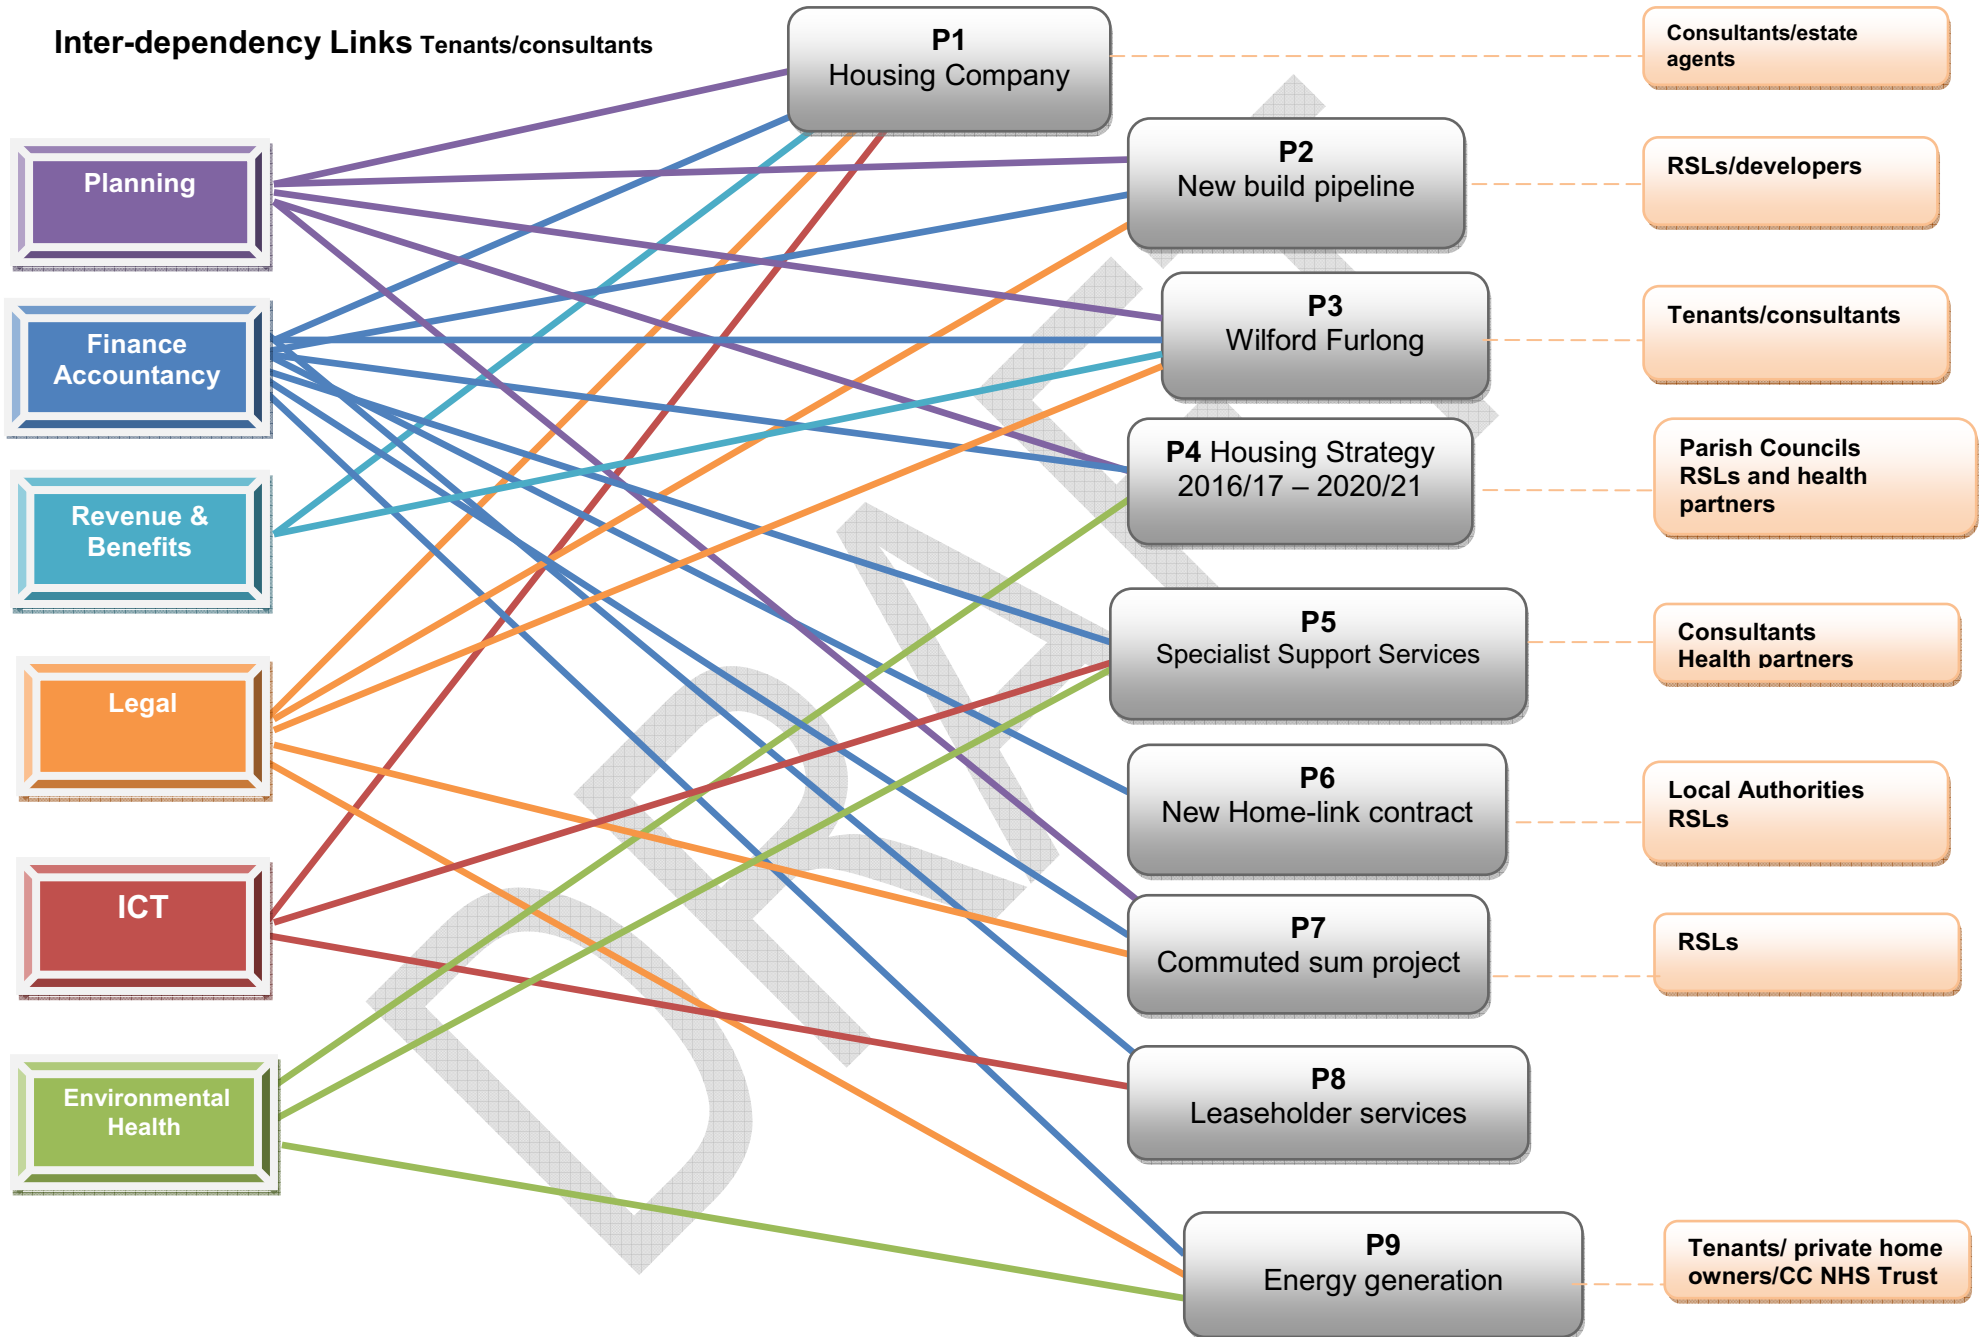 Inter-dependency Links Tenants/consultants
Planning
Finance
Accountancy
Revenue &
Benefits
Legal
ICT
Environmental
Health
P1
Housing Company
P2
New build pipeline
P3
Wilford Furlong
P4 Housing Strategy
2016/17 – 2020/21
P5
Specialist Support Services
P6
New Home-link contract
P7
Commuted sum project
P8
Leaseholder services
P9
Energy generation
Consultants/estate
agents
RSLs/developers
Tenants/consultants
Parish Councils
RSLs and health
partners
Consultants
Health partners
Local Authorities
RSLs
RSLs
Tenants/ private home
owners/CC NHS Trust
DRAFT